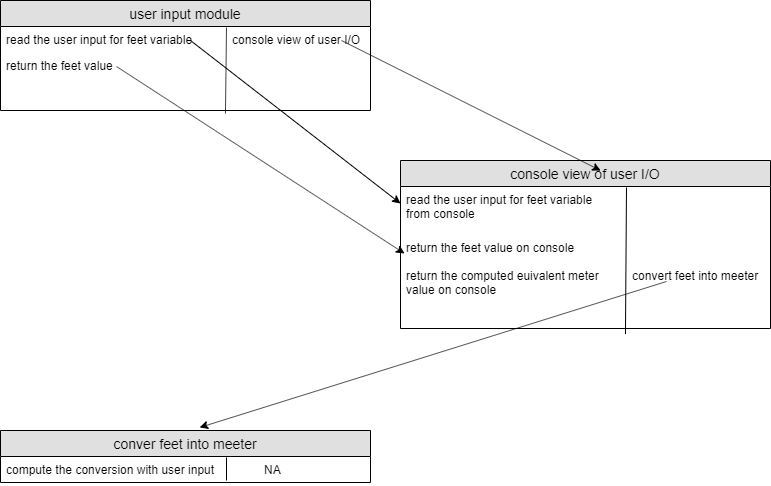 user input module
read the user input for feet variable
console view of user I/O
return the feet value
console view of user I/O
read the user input for feet variable
from console
return the feet value on console
return the computed euivalent meter
value on console
convert feet into meeter
conver feet into meeter
compute the conversion with user input
NA